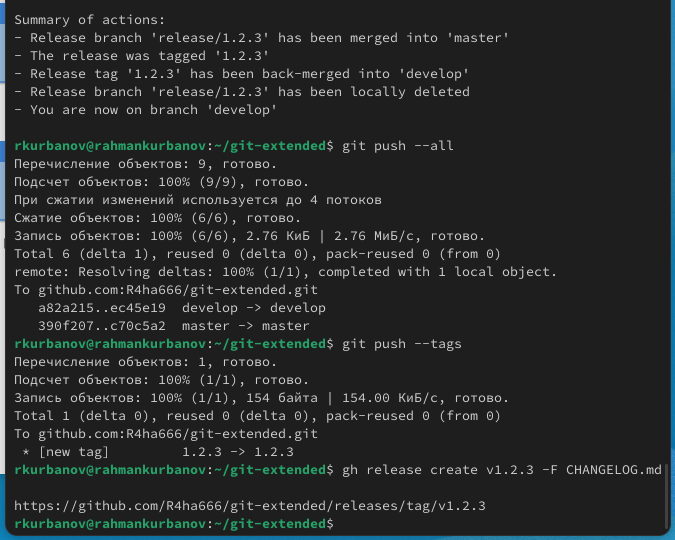 Summary of actions:
- Release branch 'release/1.2.3' has been merged into 'master'
- The release was tagged '1.2.3'
- Release tag '1.2.3' has been back-merged into 'develop'
- Release branch 'release/1.2.3' has been locally deleted
- You are now on branch 'develop'
rkurbanov@rahmankurbanov:~/git-extended$ git push --all
Перечисление объектов: 9, готово.
Подсчет объектов: 100% (9/9), готово.
При сжатии изменений используется до 4 потоков
Сжатие объектов: 100% (6/6), готово.
Запись объектов: 100% (6/6), 2.76 КиБ | 2.76 МиБ/с, готово.
Total 6 (delta 1), reused 0 (delta 0), pack-reused 0 (from 0)
remote: Resolving deltas: 100% (1/1), completed with 1 local object.
To github.com:R4ha666/git-extended.git
   a82a215..ec45e19  develop -> develop
   390f207..c70c5a2  master -> master
rkurbanov@rahmankurbanov:~/git-extended$ git push --tags
Перечисление объектов: 1, готово.
Подсчет объектов: 100% (1/1), готово.
Запись объектов: 100% (1/1), 154 байта | 154.00 КиБ/с, готово.
Total 1 (delta 0), reused 0 (delta 0), pack-reused 0 (from 0)
To github.com:R4ha666/git-extended.git
 * [new tag]         1.2.3 -> 1.2.3
rkurbanov@rahmankurbanov:~/git-extended$ gh release create v1.2.3 -F CHANGELOG.md
https://github.com/R4ha666/git-extended/releases/tag/v1.2.3
rkurbanov@rahmankurbanov:~/git-extended$